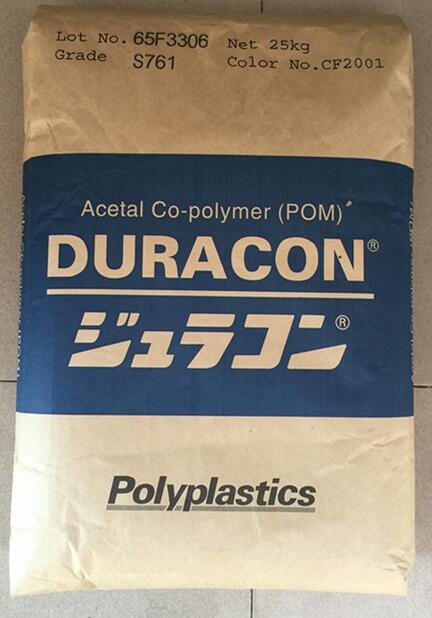 Lot No. 65F3306 Net 25kg
Grade S761 Color No.CF2001
Acetal Co-polymer (POM)
DURACON®
ジュラコン®
Polyplastics